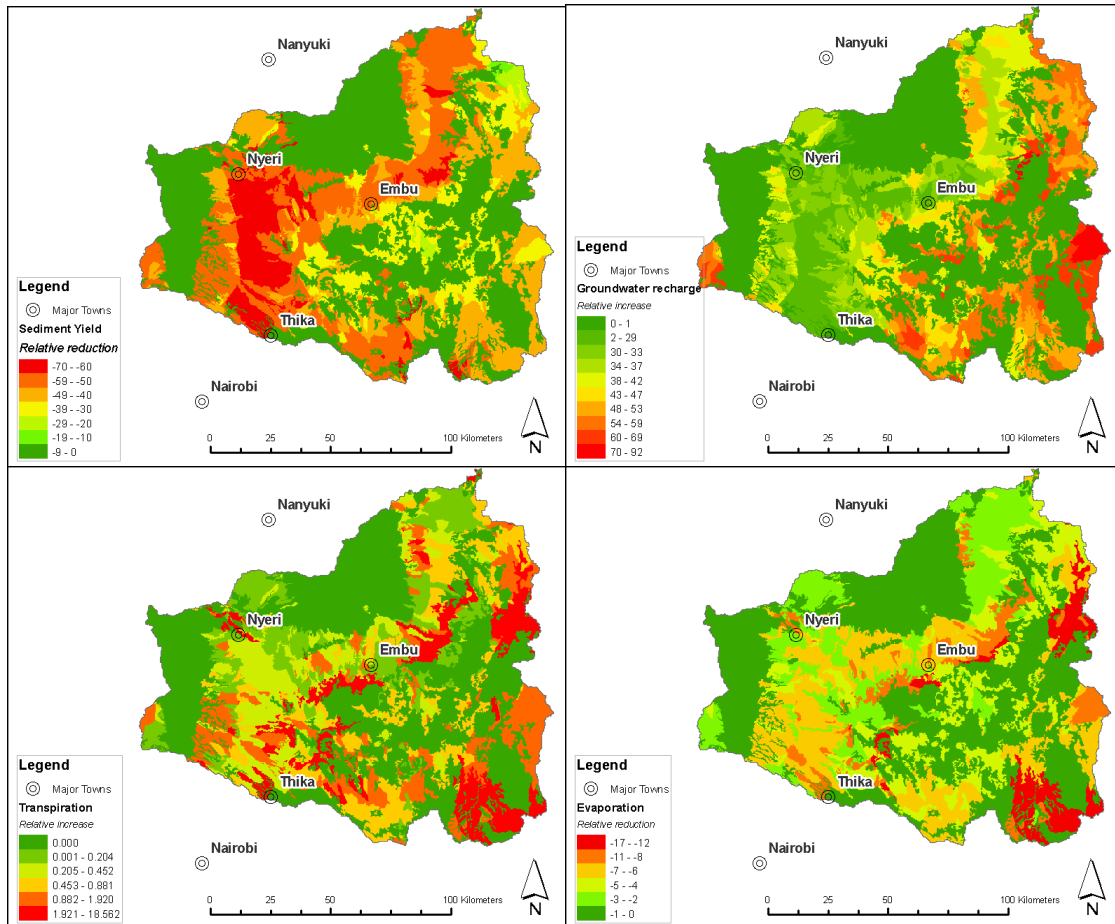 Nanyuki
Nyeri
Embu
Thika
Nairobi
Legend
Major Towns
Sediment Yield
Relative reduction
-70 - -60
-59 - -50
-49 - -40
-39 - -30
-29 - -20
-19 - -10
-9 - 0
0 25 50 100 Kilometers
N
Nanyuki
Nyeri
Embu
Thika
Nairobi
Legend
Major Towns
Groundwater recharge
Relative increase
0 - 1
2 - 29
30 - 33
34 - 37
38 - 42
43 - 47
48 - 53
54 - 59
60 - 69
70 - 92
0 25 50 100 Kilometers
N
Nanyuki
Nyeri
Embu
Thika
Nairobi
Legend
Major Towns
Transpiration
Relative increase
0.000
0.001 - 0.204
0.205 - 0.452
0.453 - 0.881
0.882 - 1.920
1.921 - 18.562
0 25 50 100 Kilometers
N
Nanyuki
Nyeri
Embu
Thika
Nairobi
Legend
Major Towns
Evaporation
Relative reduction
-17 - -12
-11 - -8
-7 - -6
-5 - -4
-3 - -2
-1 - 0
0 25 50 100 Kilometers
N